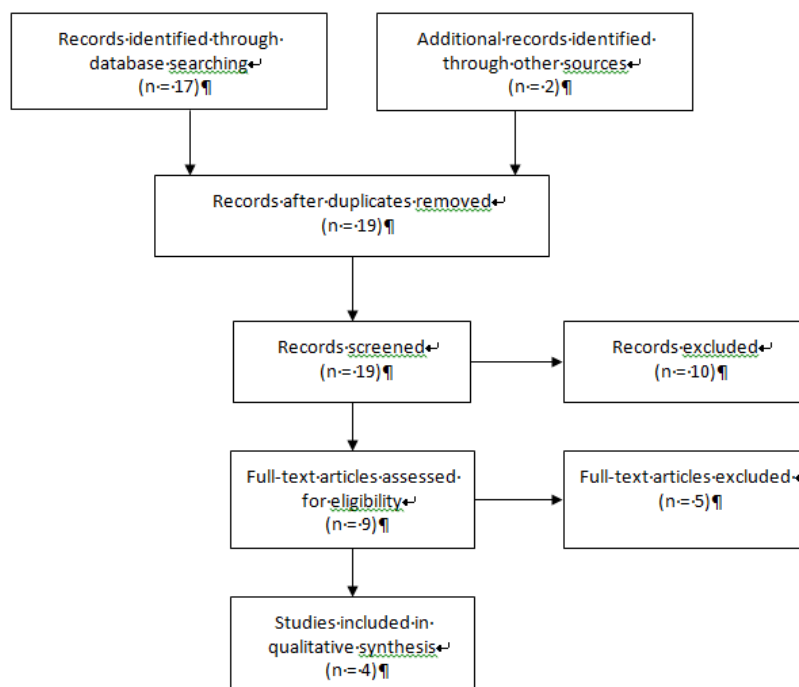 Records·identified·through·
database·searching↵
(n·=·17)¶
Additional·records·identified·
through·other·sources↵
(n·=·2)¶
Records·after·duplicates·removed↵
(n·=·19)¶
Records·screened↵
(n·=·19)¶
Records·excluded↵
(n·=·10)¶
Full-text·articles·assessed·
for·eligibility↵
(n·=·9)¶
Full-text·articles·excluded·↵
(n·=·5)¶
Studies·included·in·
qualitative·synthesis↵
(n·=·4)¶